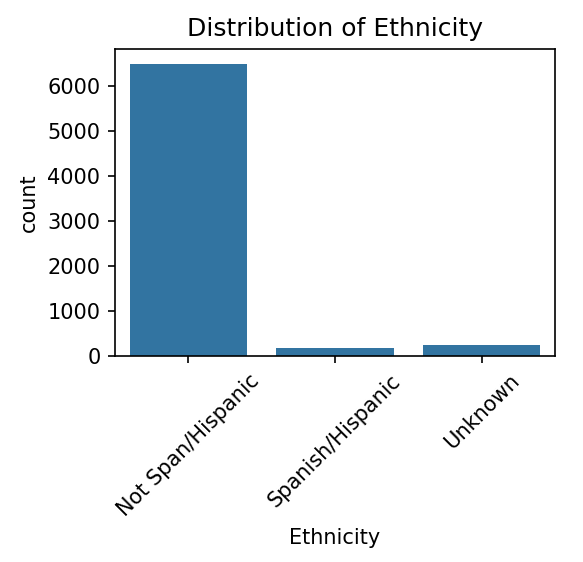 Distribution of Ethnicity
count
6000
5000
4000
3000
2000
1000
0
Not Span/Hispanic
Spanish/Hispanic
Unknown
Ethnicity